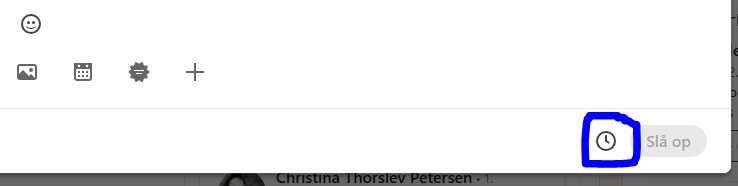 Slå op
Christina Thorslev Petersen • 1.